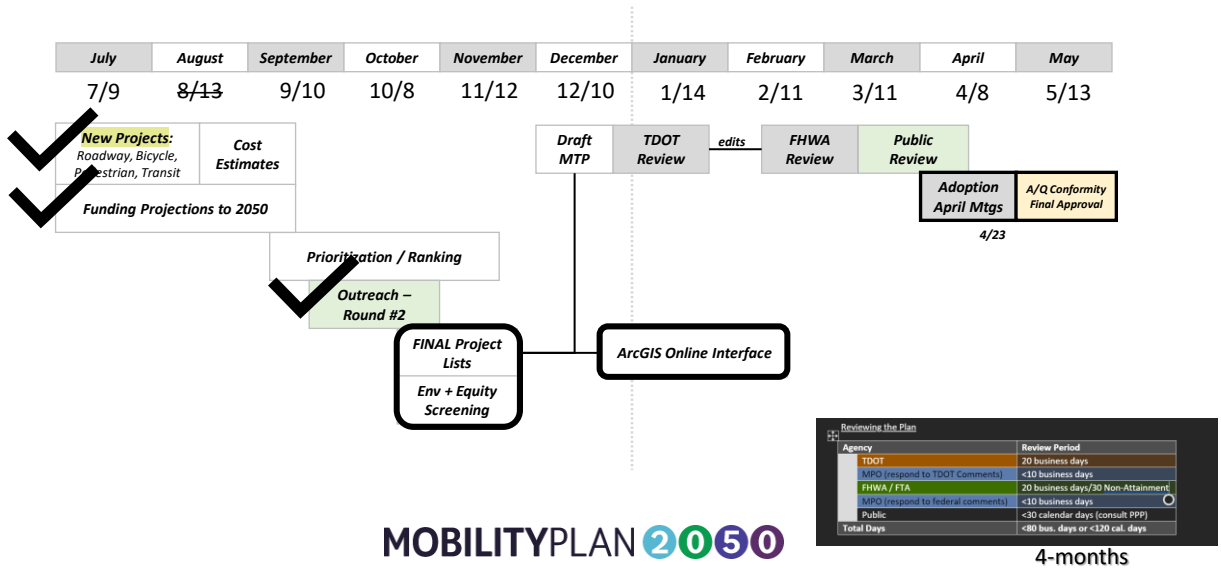 July August September October November December January February March April May
7/9 8/13 9/10 10/8 11/12 12/10 1/14 2/11 3/11 4/8 5/13
New Projects:
Roadway, Bicycle,
Pedestrian, Transit
Cost
Estimates
Funding Projections to 2050
Prioritization / Ranking
Outreach –
Round #2
FINAL Project
Lists
Env + Equity
Screening
Draft
MTP
TDOT
Review
edits
FHWA
Review
Public
Review
Adoption
April Mtgs
A/Q Conformity
Final Approval
4/23
ArcGIS Online Interface
Reviewing the Plan
Agency Review Period
TDOT 20 business days
MPO (respond to TDOT Comments) <10 business days
FHWA / FTA 20 business days/30 Non-Attainment
MPO (respond to federal comments) <10 business days
Public <30 calendar days (consult PPP)
Total Days <80 bus. days or <120 cal. days
4-months
MOBILITYPLAN 2050